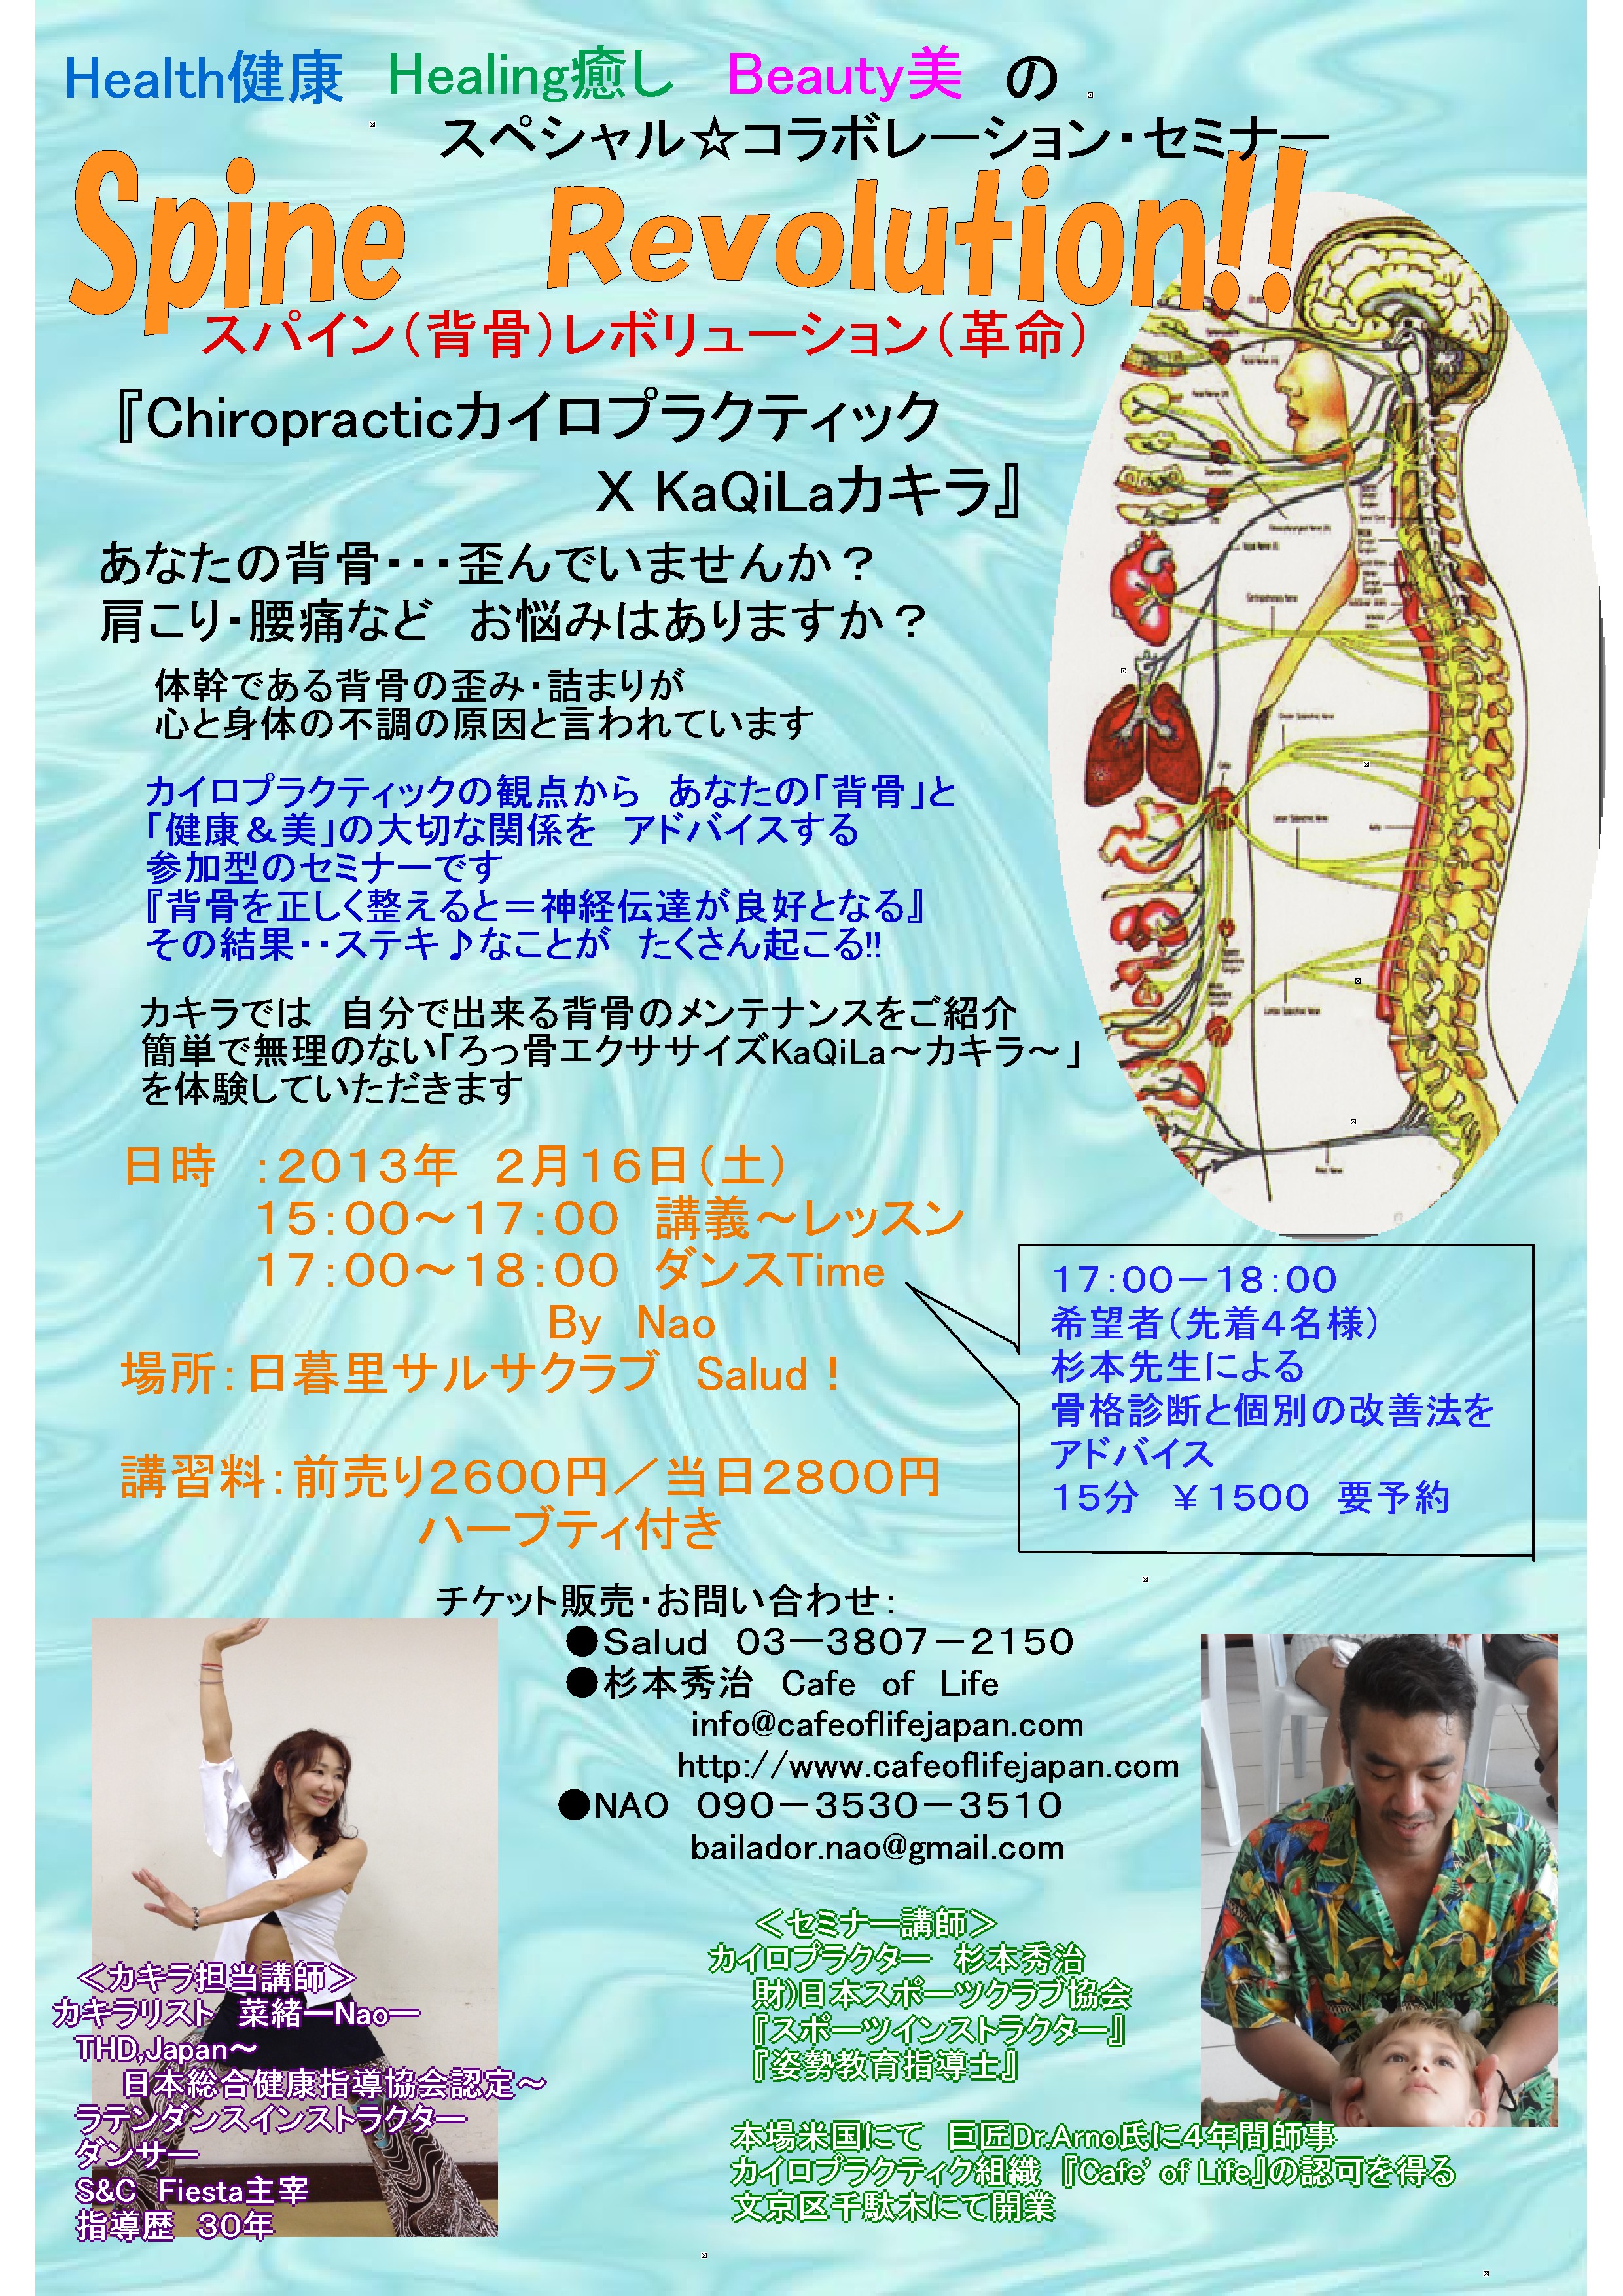 Health健康　Healing癒し　Beauty美　の
スペシャル☆コラボレーション・セミナー
Spine　Revolution!!
スパイン（背骨）レボリューション（革命）
『Chiropracticカイロプラクティック
X KaQiLaカキラ』
あなたの背骨・・・歪んでいませんか？
肩こり・腰痛など　お悩みはありますか？
体幹である背骨の歪み・詰まりが
心と身体の不調の原因と言われています
カイロプラクティックの観点から　あなたの「背骨」と
「健康＆美」の大切な関係を　アドバイスする
参加型のセミナーです
『背骨を正しく整えると＝神経伝達が良好となる』
その結果・・ステキ♪なことが　たくさん起こる!!
カキラでは　自分で出来る背骨のメンテナンスをご紹介
簡単で無理のない「ろっ骨エクササイズKaQiLa～カキラ～」
を体験していただきます
日時　：２０１３年　２月１６日（土）
１５：００～１７：００　講義～レッスン
１７：００～１８：００　ダンスTime
By　Nao
場所：日暮里サルサクラブ　Salud！
講習料：前売り２６００円／当日２８００円
ハーブティ付き
１７：００－１８：００
希望者（先着４名様）
杉本先生による
骨格診断と個別の改善法を
アドバイス
１５分　￥１５００　要予約
チケット販売・お問い合わせ：
●Salud　０３―３８０７－２１５０
●杉本秀治　Cafe　of　Life
info@cafeoflifejapan.com
http://www.cafeoflifejapan.com
●NAO　０９０－３５３０－３５１０
bailador.nao@gmail.com
＜カキラ担当講師＞
カキラリスト　菜緒―Nao―
THD,Japan～
日本総合健康指導協会認定～
ラテンダンスインストラクター
ダンサー
S&C　Fiesta主宰
指導歴　３０年
＜セミナー講師＞
カイロプラクター　杉本秀治
財）日本スポーツクラブ協会
『スポーツインストラクター』
『姿勢教育指導士』
本場米国にて　巨匠Dr.Arno氏に４年間師事
カイロプラクティク組織　『Cafe’ of Life』の認可を得る
文京区千駄木にて開業